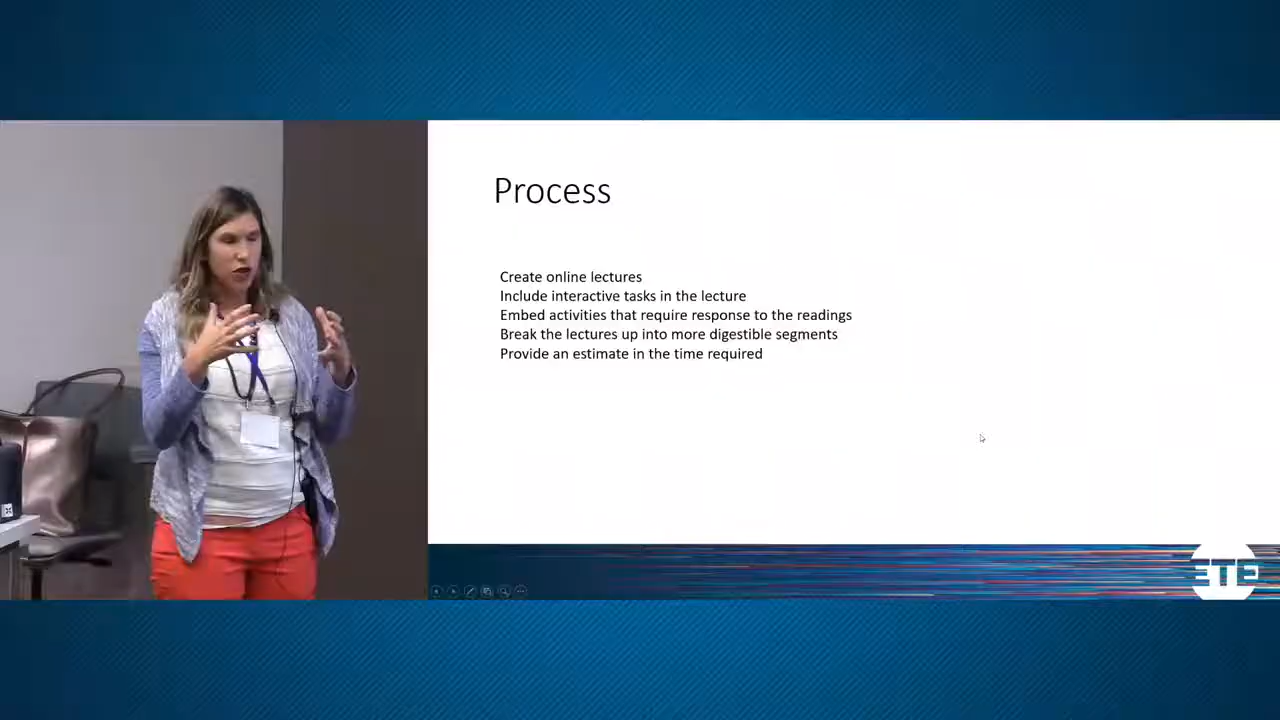 Process
Create online lectures
Include interactive tasks in the lecture
Embed activities that require response to the readings
Break the lectures up into more digestible segments
Provide an estimate in the time required
ETE